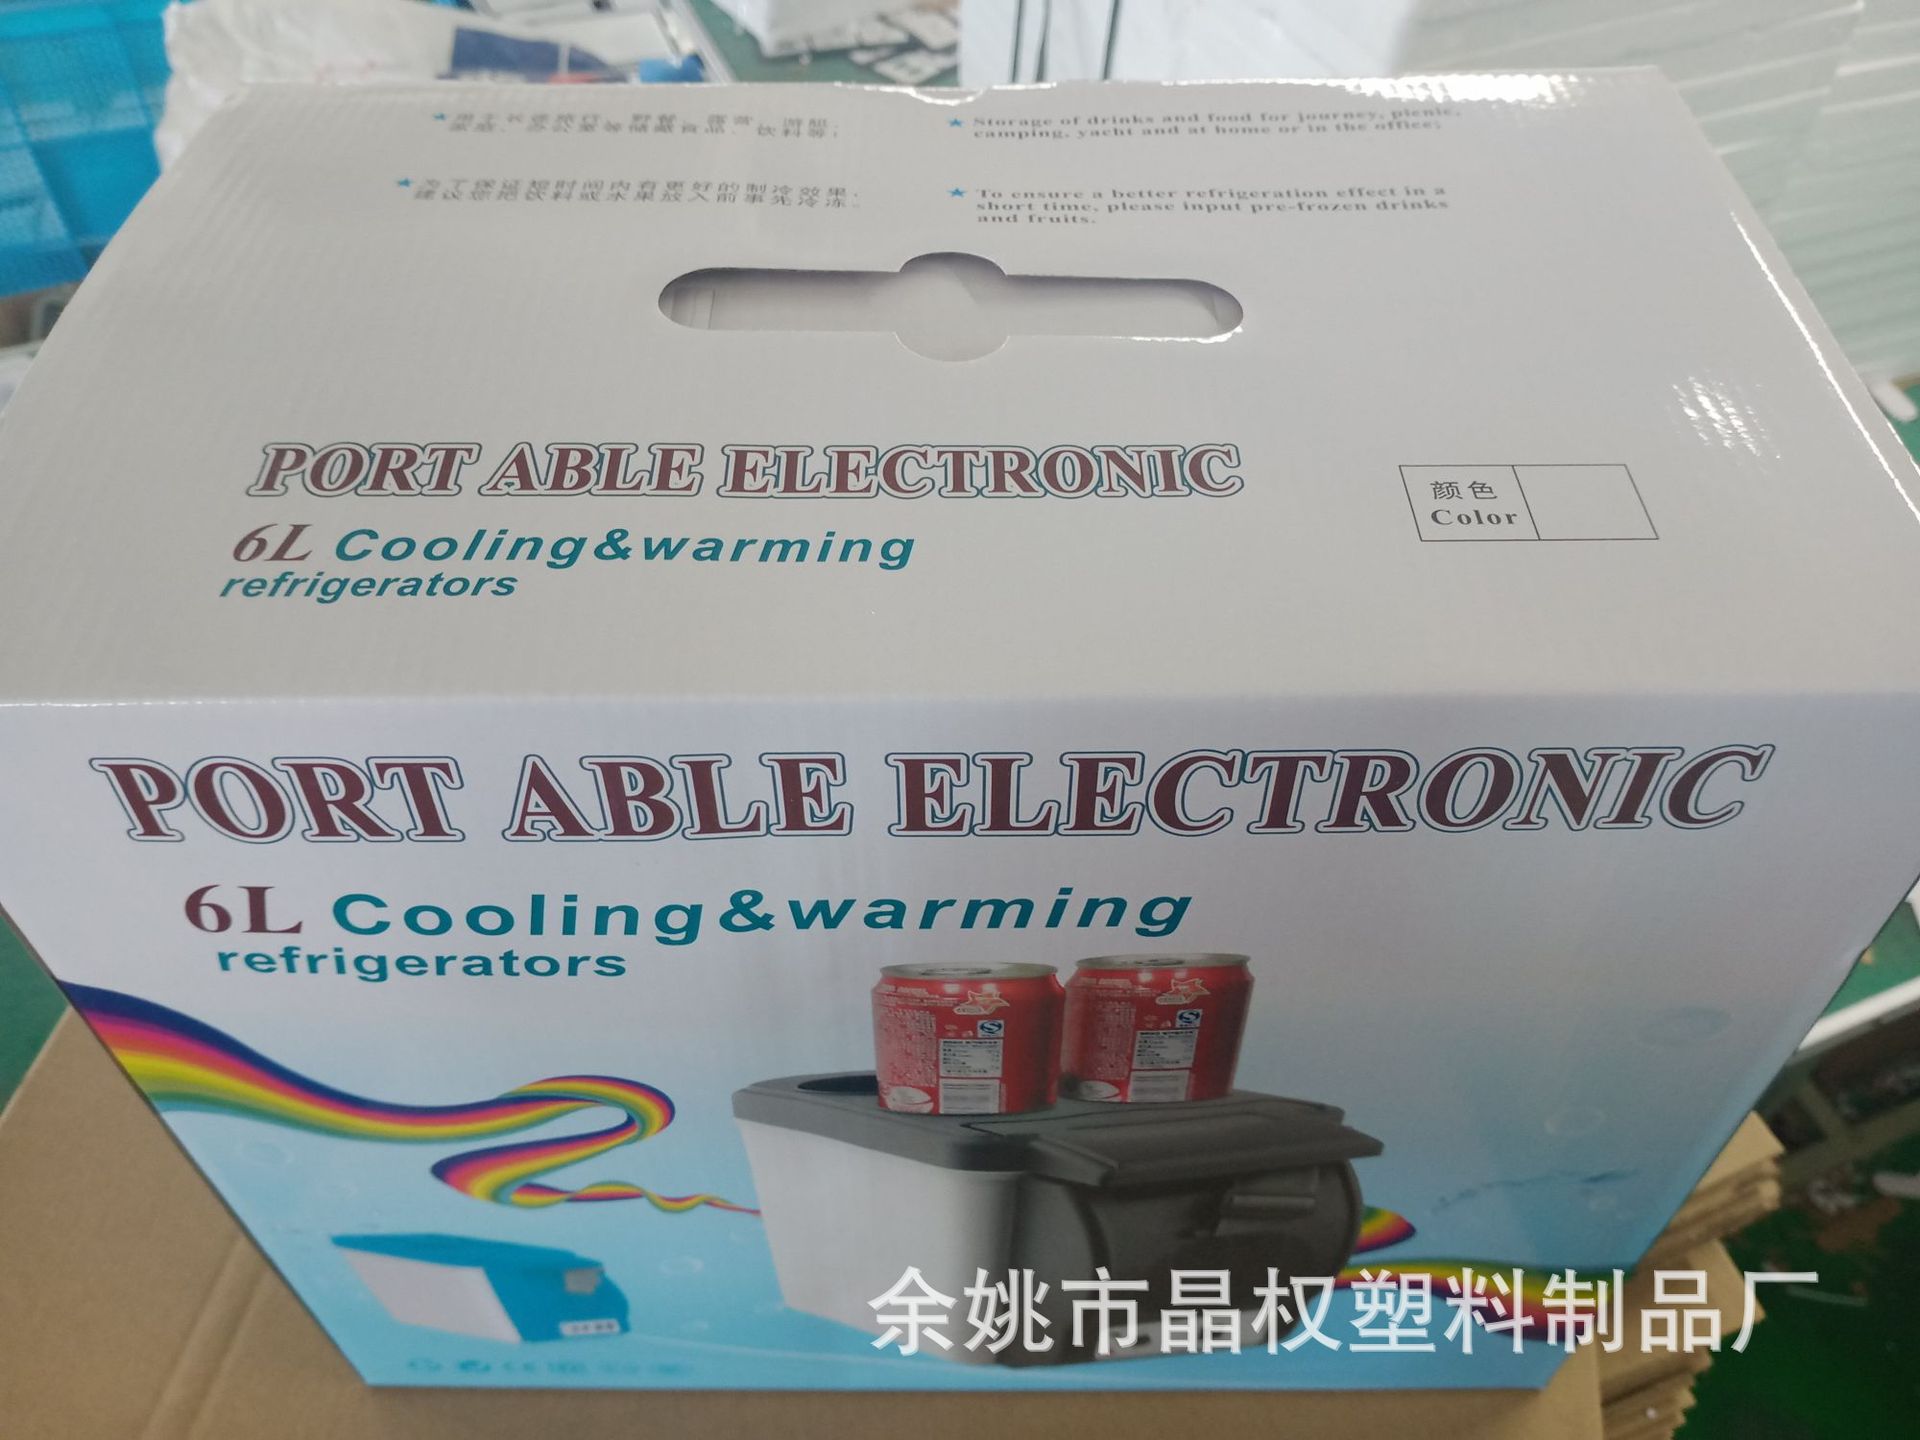 ★用于长途旅行、野餐、露营、游艇、
家庭、办公室等储藏食品、饮料等；
★ Storage of drinks and food for journey, picnic,
camping, yacht and at home or in the office;
★为了保证短时间内有更好的制冷效果，
建议您把饮料或水果放入前事先冷冻。
★ To ensure a better refrigeration effect in a
short time, please input pre-frozen drinks
and fruits.
PORT ABLE ELECTRONIC
6L Cooling&warming
refrigerators
颜色
Color
PORT ABLE ELECTRONIC
6L Cooling&warming
refrigerators
余姚市晶权塑料制品厂